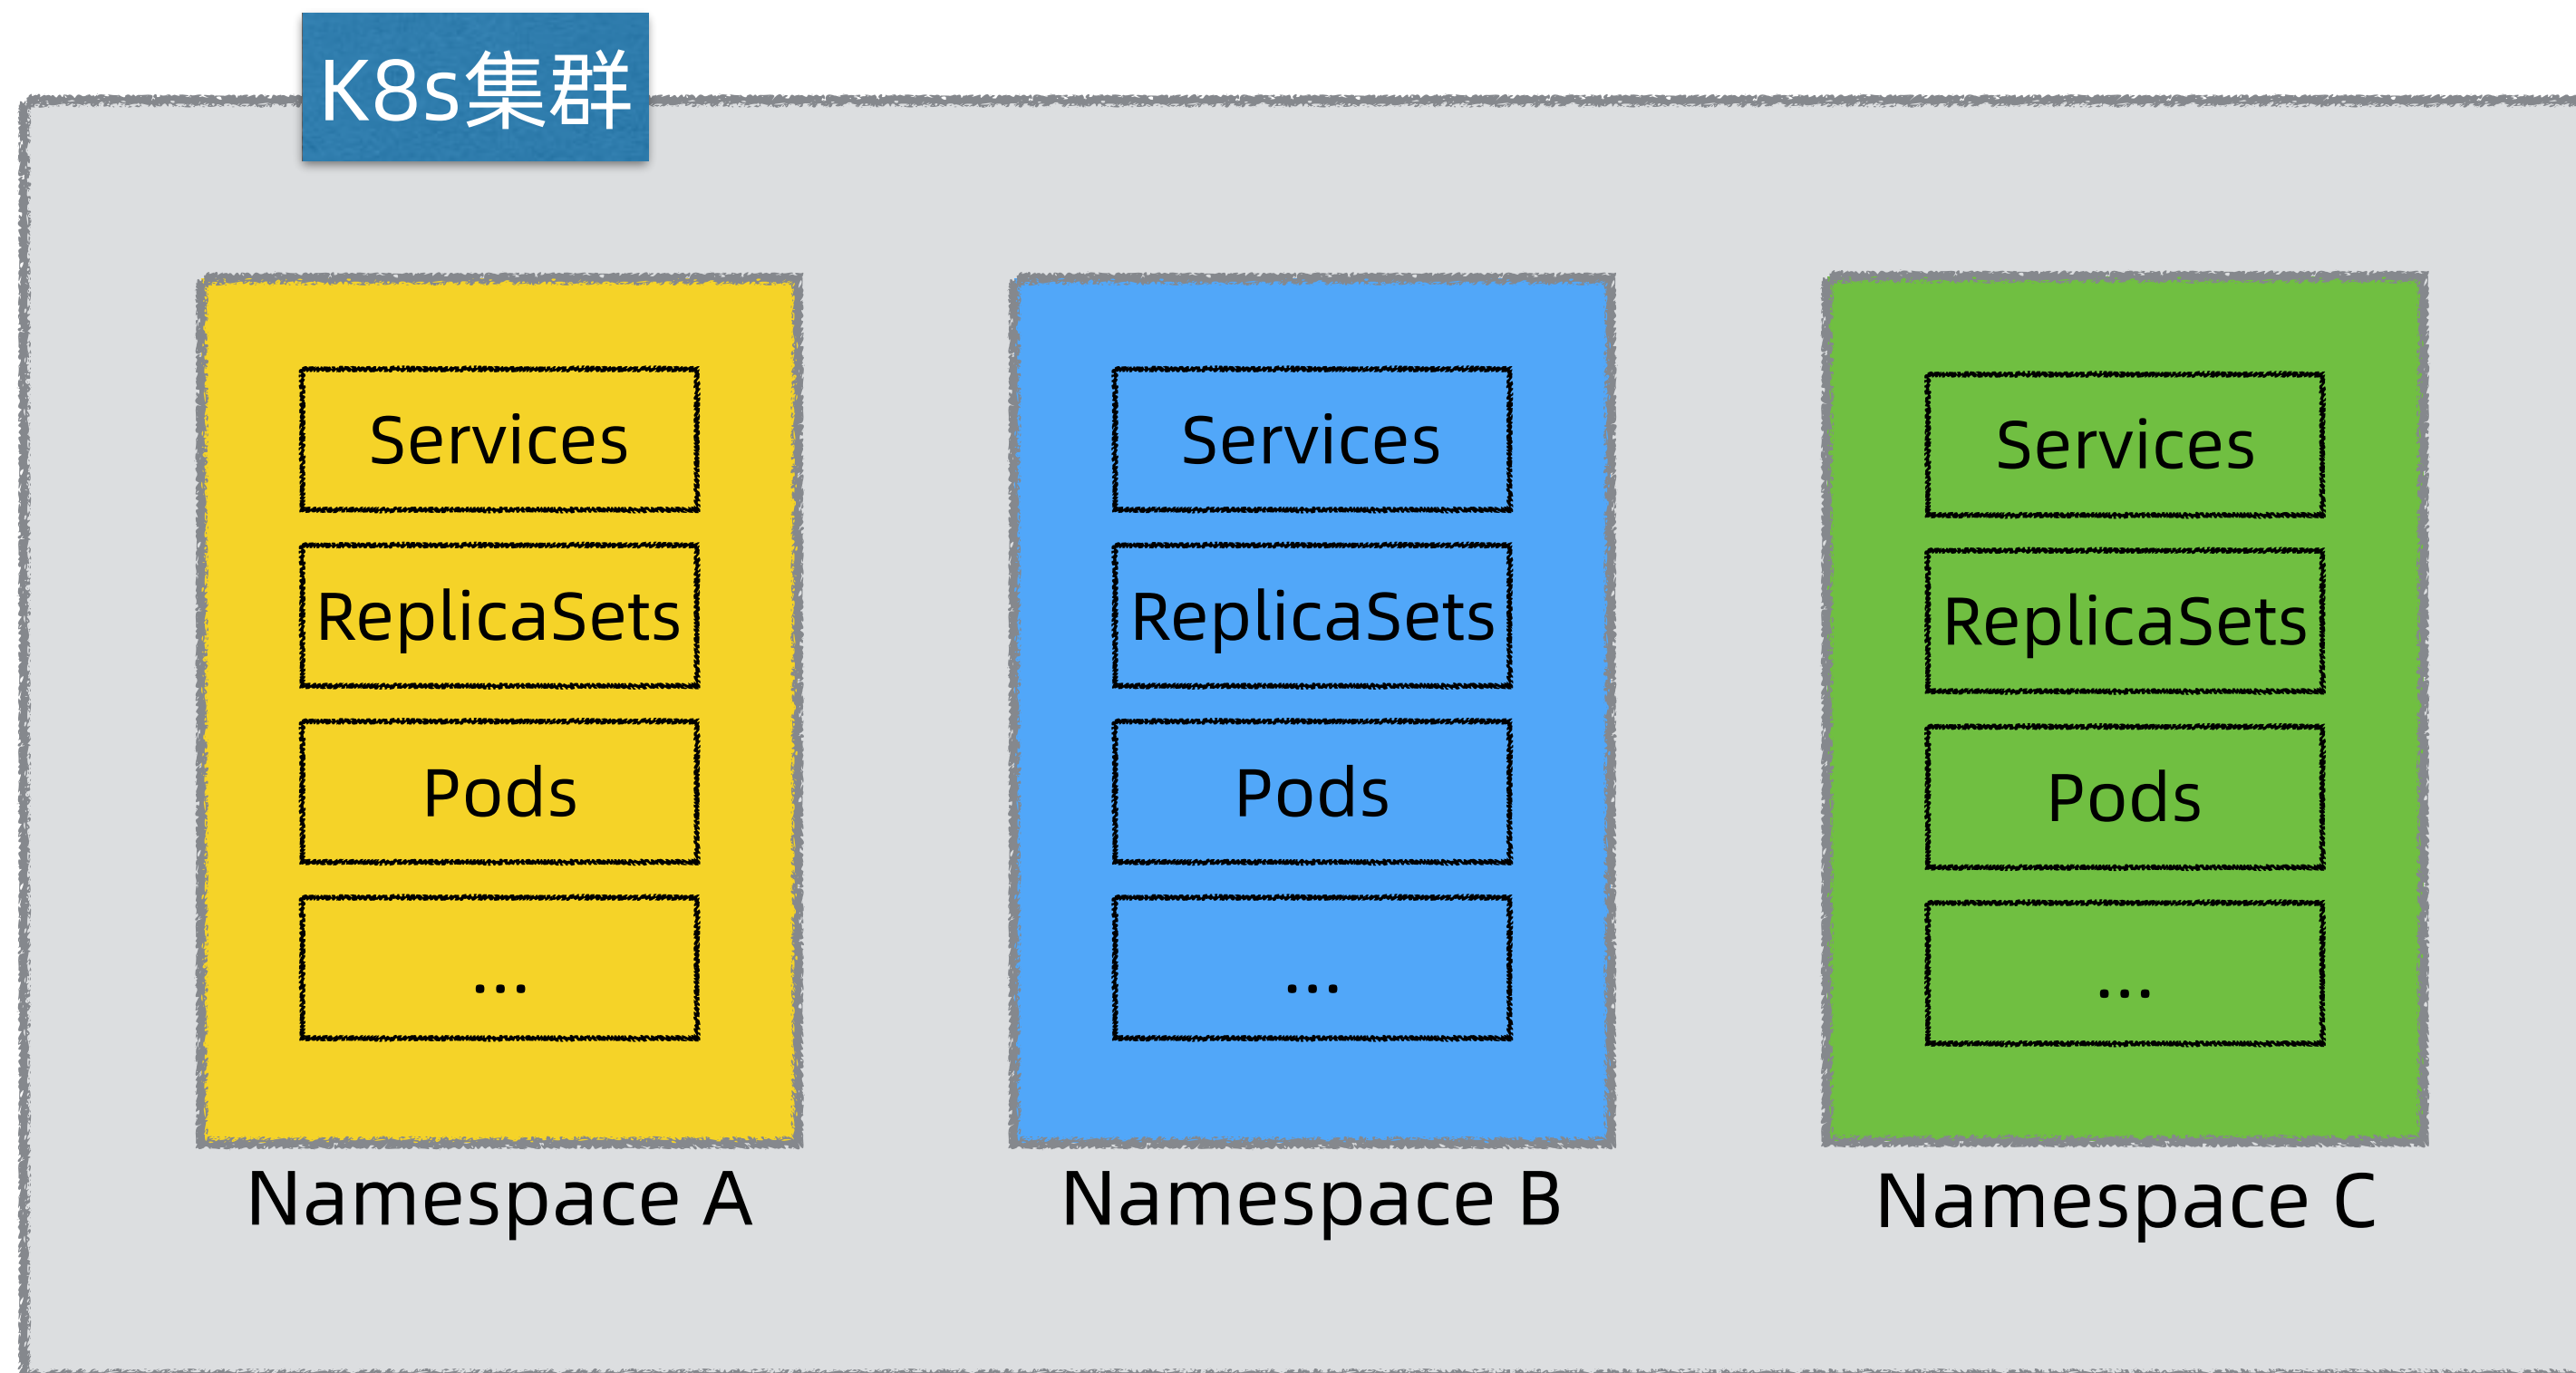 K8s集群
Services
ReplicaSets
Pods
...
Namespace A
Services
ReplicaSets
Pods
...
Namespace B
Services
ReplicaSets
Pods
...
Namespace C